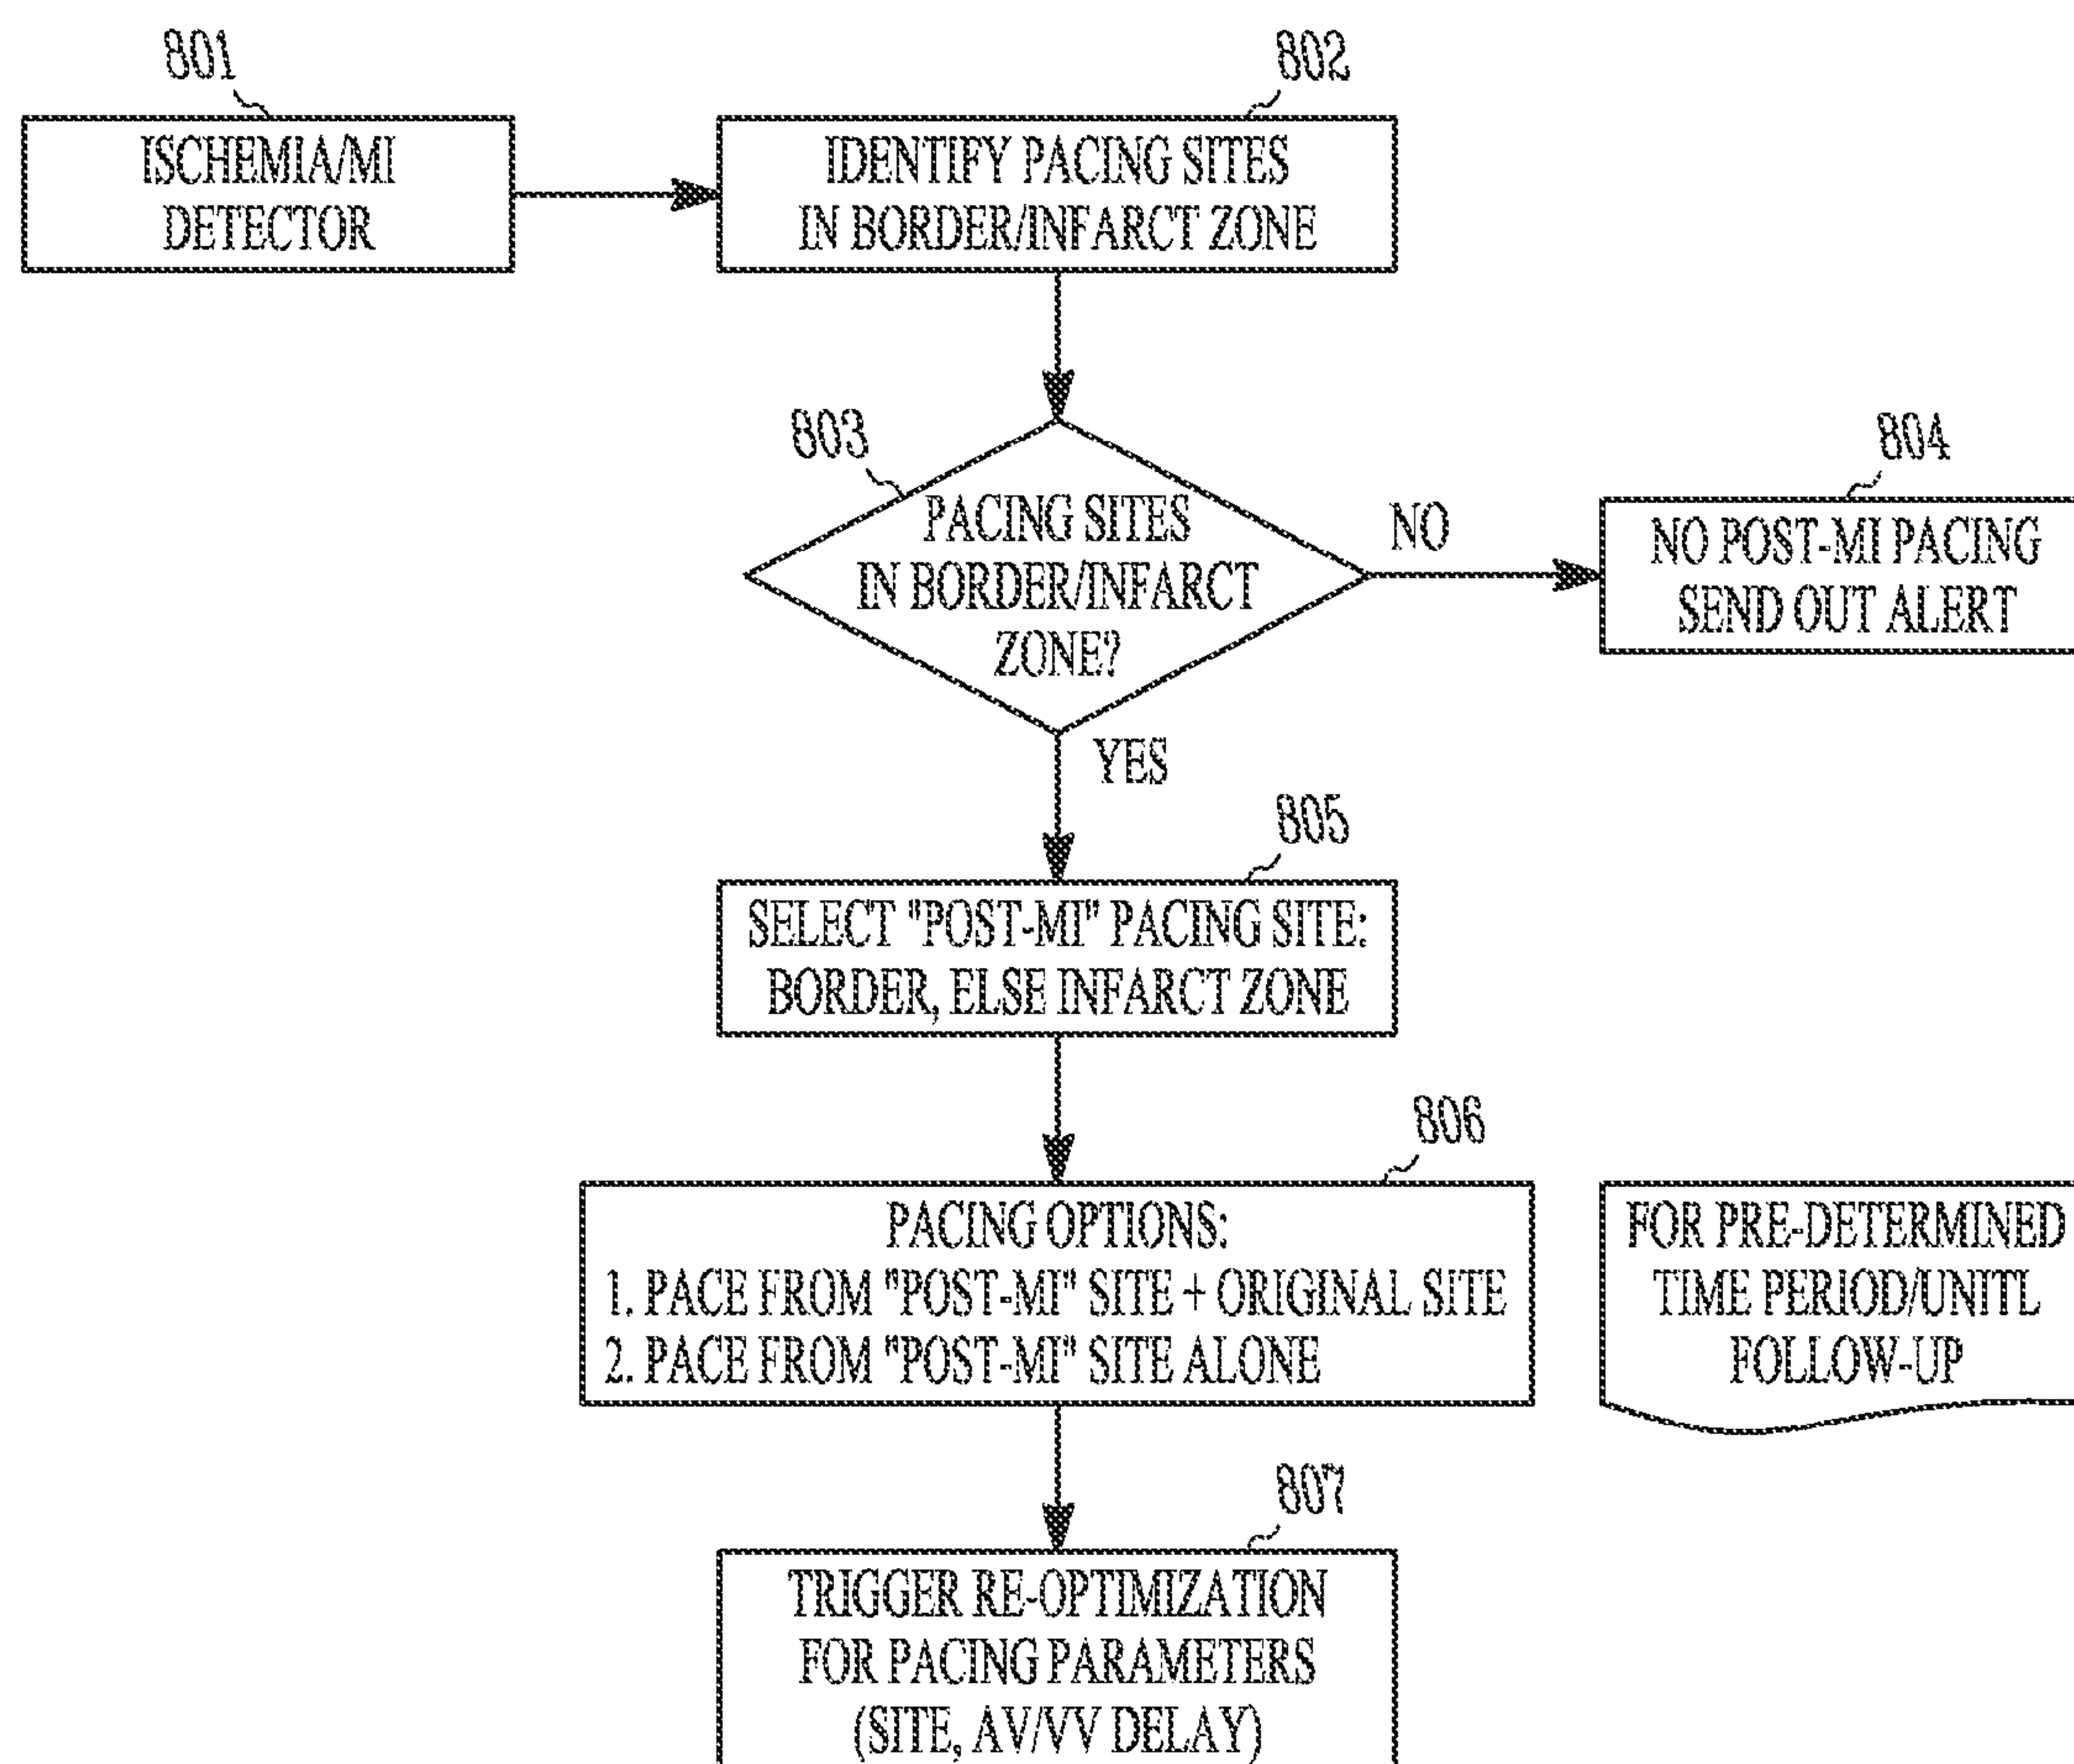 801
ISCHEMIA/MI
DETECTOR
802
IDENTIFY PACING SITES
IN BORDER/INFARCT ZONE
803
PACING SITES
IN BORDER/INFARCT
ZONE?
NO
804
NO POST-MI PACING
SEND OUT ALERT
YES
805
SELECT "POST-MI" PACING SITE:
BORDER, ELSE INFARCT ZONE
806
PACING OPTIONS:
1. PACE FROM "POST-MI" SITE + ORIGINAL SITE
2. PACE FROM "POST-MI" SITE ALONE
FOR PRE-DETERMINED
TIME PERIOD/UNITL
FOLLOW-UP
807
TRIGGER RE-OPTIMIZATION
FOR PACING PARAMETERS
(SITE, AV/VV DELAY)